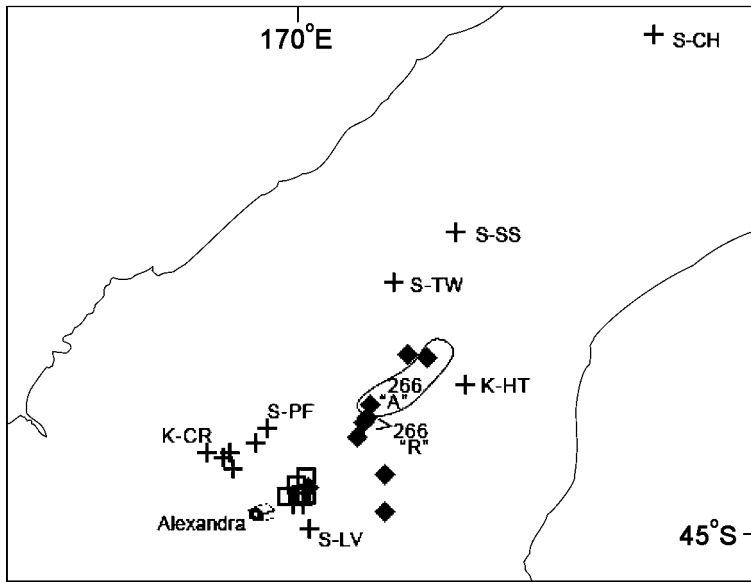 170°E
S-CH
S-SS
S-TW
266
"A"
K-HT
S-PF
266
"R"
K-CR
Alexandra
S-LV
45°S